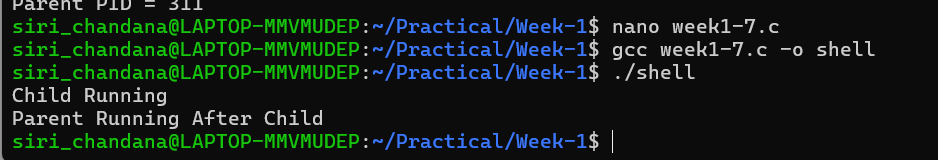 Parent PID = 311
siri_chandana@LAPTOP-MMVMUDEP:~/Practical/Week-1$ nano week1-7.c
siri_chandana@LAPTOP-MMVMUDEP:~/Practical/Week-1$ gcc week1-7.c -o shell
siri_chandana@LAPTOP-MMVMUDEP:~/Practical/Week-1$ ./shell
Child Running
Parent Running After Child
siri_chandana@LAPTOP-MMVMUDEP:~/Practical/Week-1$